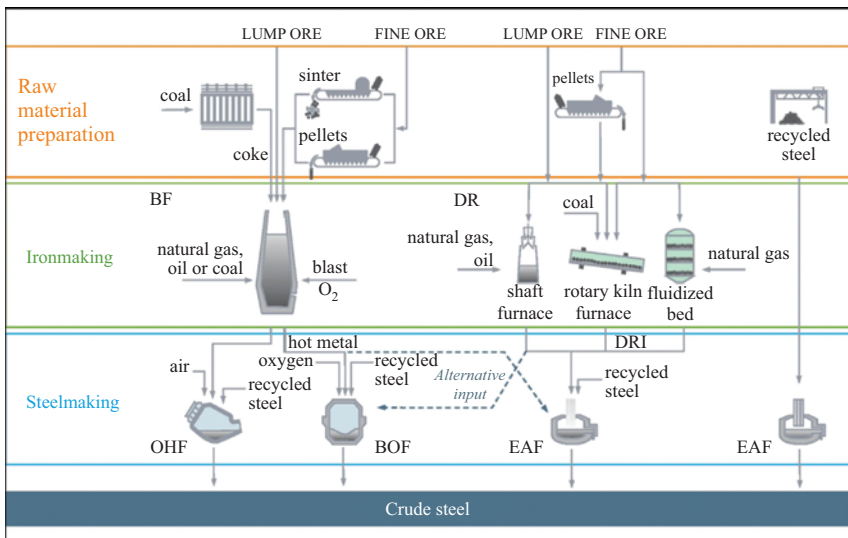 LUMP ORE
FINE ORE
LUMP ORE
FINE ORE
Raw
material
preparation
coal
sinter
pellets
coke
pellets
recycled
steel
BF
DR
coal
Ironmaking
natural gas,
oil or coal
blast
O2
natural gas,
oil
natural gas
shaft
furnace
rotary kiln
furnace
fluidized
bed
hot metal
DRI
Steelmaking
air
recycled
steel
oxygen
recycled
steel
Alternative
input
recycled
steel
OHF
BOF
EAF
EAF
Crude steel